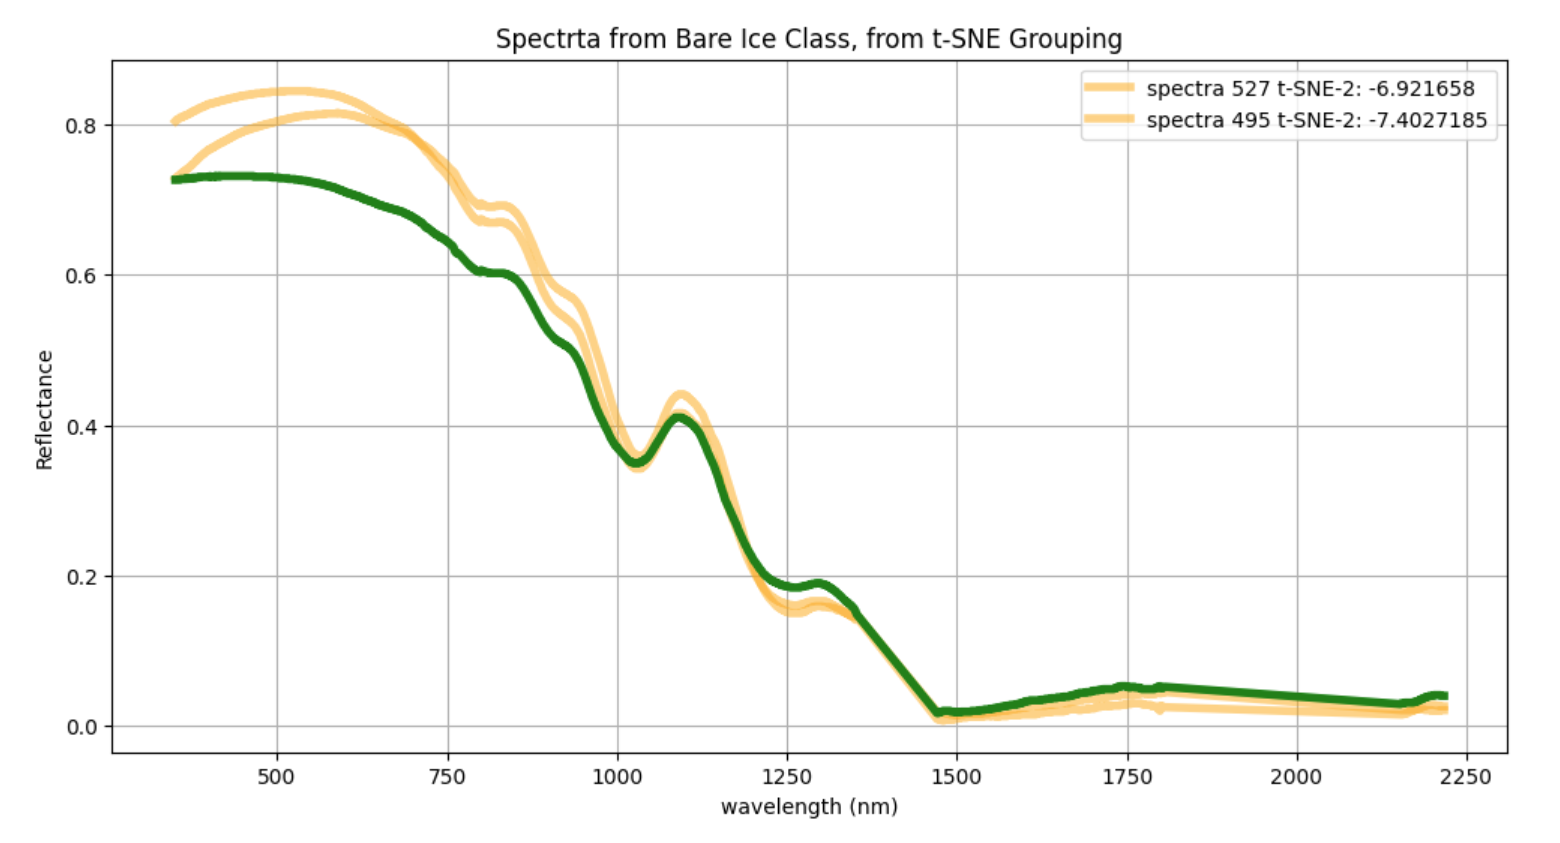 Spectrta from Bare Ice Class, from t-SNE Grouping
spectra 527 t-SNE-2: -6.921658
spectra 495 t-SNE-2: -7.4027185
Reflectance
0.8
0.6
0.4
0.2
0.0
500 750 1000 1250 1500 1750 2000 2250
wavelength (nm)